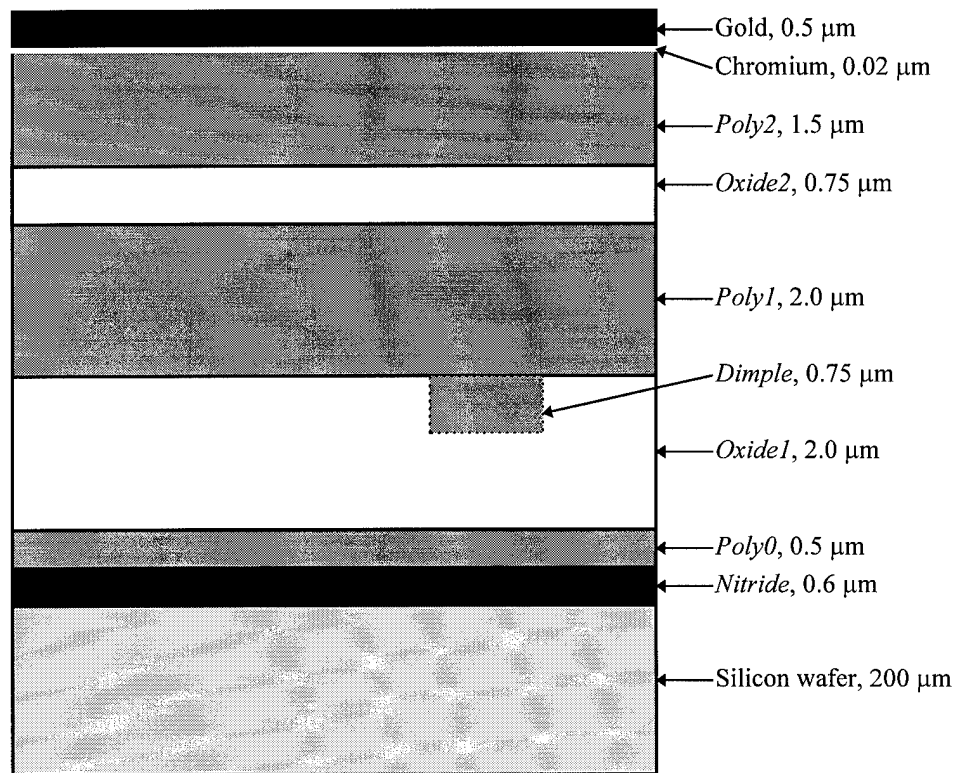 Gold, 0.5 μm
Chromium, 0.02 μm
Poly2, 1.5 μm
Oxide2, 0.75 μm
Poly1, 2.0 μm
Dimple, 0.75 μm
Oxide1, 2.0 μm
Poly0, 0.5 μm
Nitride, 0.6 μm
Silicon wafer, 200 μm